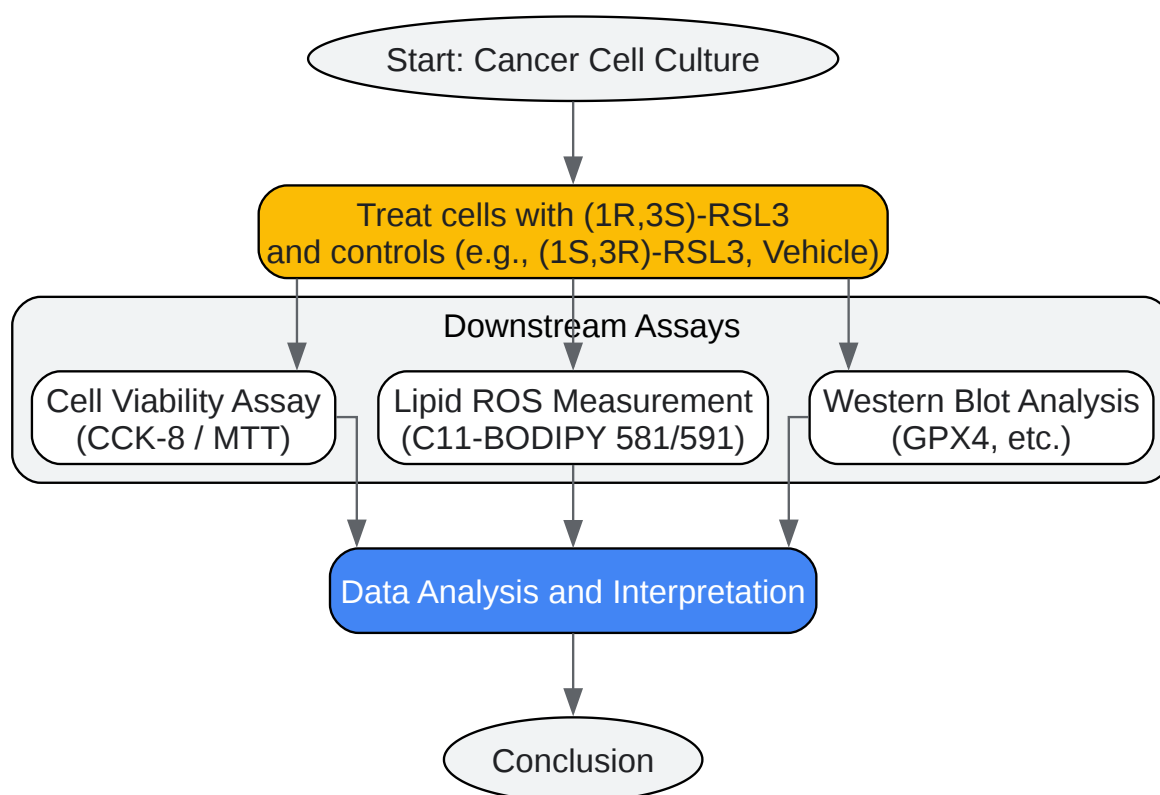 Start: Cancer Cell Culture
Treat cells with (1R,3S)-RSL3
and controls (e.g., (1S,3R)-RSL3, Vehicle)
Downstream Assays
Cell Viability Assay
(CCK-8 / MTT)
Lipid ROS Measurement
(C11-BODIPY 581/591)
Western Blot Analysis
(GPX4, etc.)
Data Analysis and Interpretation
Conclusion